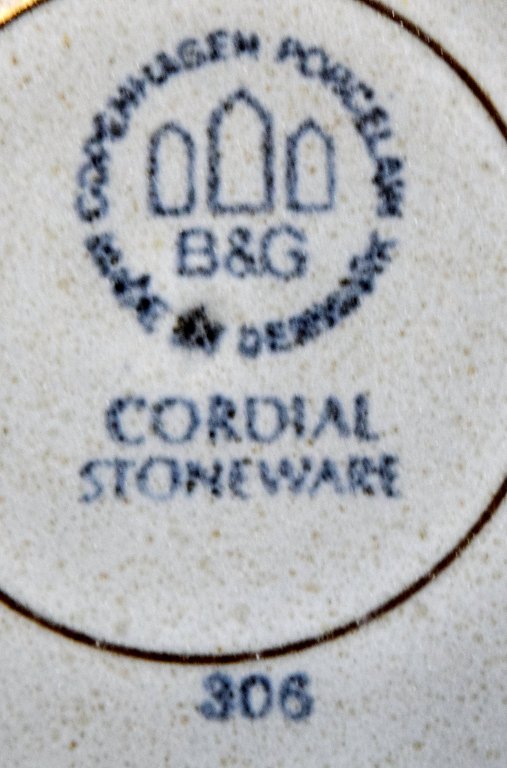 COPENHAGEN PORCELAIN
MADE IN DENMARK
B&G
CORDIAL
STONEWARE
306